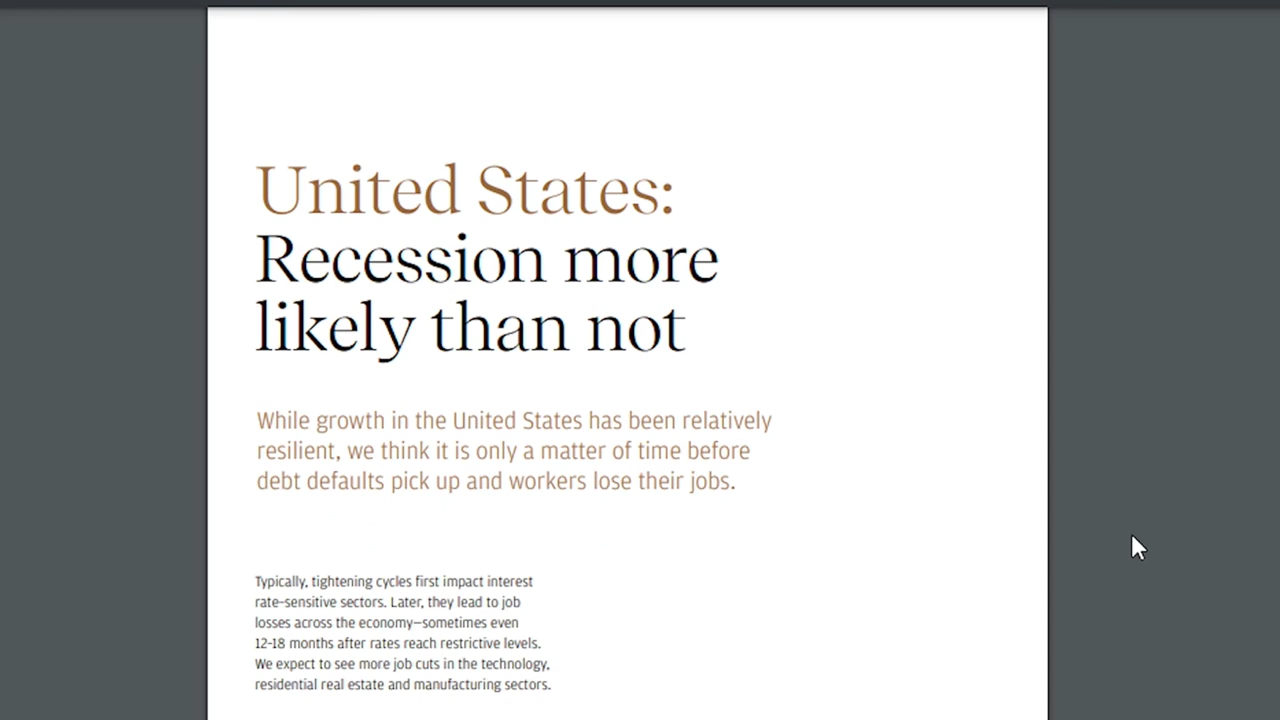 United States:
Recession more
likely than not
While growth in the United States has been relatively
resilient, we think it is only a matter of time before
debt defaults pick up and workers lose their jobs.
Typically, tightening cycles first impact interest
rate-sensitive sectors. Later, they lead to job
losses across the economy—sometimes even
12-18 months after rates reach restrictive levels.
We expect to see more job cuts in the technology,
residential real estate and manufacturing sectors.